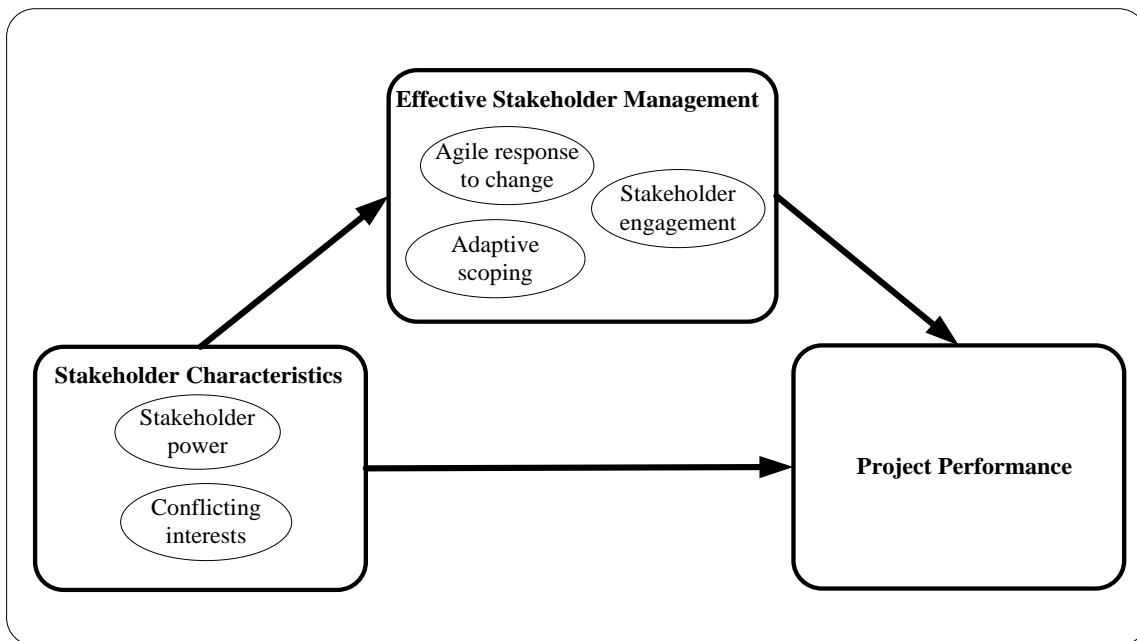 Effective Stakeholder Management
Agile response
to change
Stakeholder
engagement
Adaptive
scoping
Stakeholder Characteristics
Stakeholder
power
Conflicting
interests
Project Performance